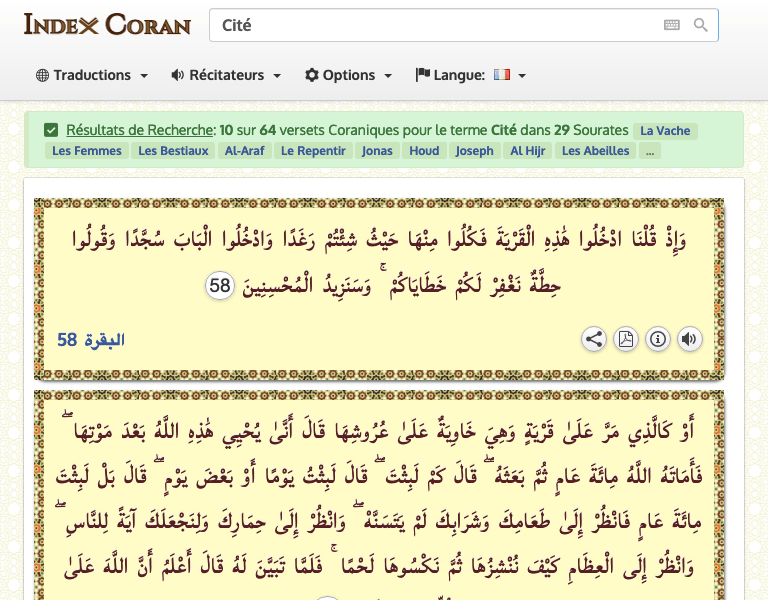 Index Coran
Cité
Traductions
Récitateurs
Options
Langue:
Résultats de Recherche: 10 sur 64 versets Coraniques pour le terme Cité dans 29 Sourates La Vache
Les Femmes Les Bestiaux Al-Araf Le Repentir Jonas Houd Joseph Al Hijr Les Abeilles ...
وَإِذْ قُلْنَا ادْخُلُوا هَٰذِهِ الْقَرْيَةَ فَكُلُوا مِنْهَا حَيْثُ شِئْتُمْ رَغَدًا وَادْخُلُوا الْبَابَ سُجَّدًا وَقُولُوا
حِطَّةٌ نَغْفِرْ لَكُمْ خَطَايَاكُمْ ۚ وَسَنَزِيدُ الْمُحْسِنِينَ 58
البقرة 58
أَوْ كَالَّذِي مَرَّ عَلَىٰ قَرْيَةٍ وَهِيَ خَاوِيَةٌ عَلَىٰ عُرُوشِهَا قَالَ أَنَّىٰ يُحْيِي هَٰذِهِ اللَّهُ بَعْدَ مَوْتِهَا ۖ
فَأَمَاتَهُ اللَّهُ مِائَةَ عَامٍ ثُمَّ بَعَثَهُ ۖ قَالَ كَمْ لَبِثْتَ ۖ قَالَ لَبِثْتُ يَوْمًا أَوْ بَعْضَ يَوْمٍ ۖ قَالَ بَلْ لَبِثْتَ
مِائَةَ عَامٍ فَانْظُرْ إِلَىٰ طَعَامِكَ وَشَرَابِكَ لَمْ يَتَسَنَّهْ ۖ وَانْظُرْ إِلَىٰ حِمَارِكَ وَلِنَجْعَلَكَ آيَةً لِلنَّاسِ ۖ
وَانْظُرْ إِلَى الْعِظَامِ كَيْفَ نُنْشِزُهَا ثُمَّ نَكْسُوهَا لَحْمًا ۚ فَلَمَّا تَبَيَّنَ لَهُ قَالَ أَعْلَمُ أَنَّ اللَّهَ عَلَىٰ